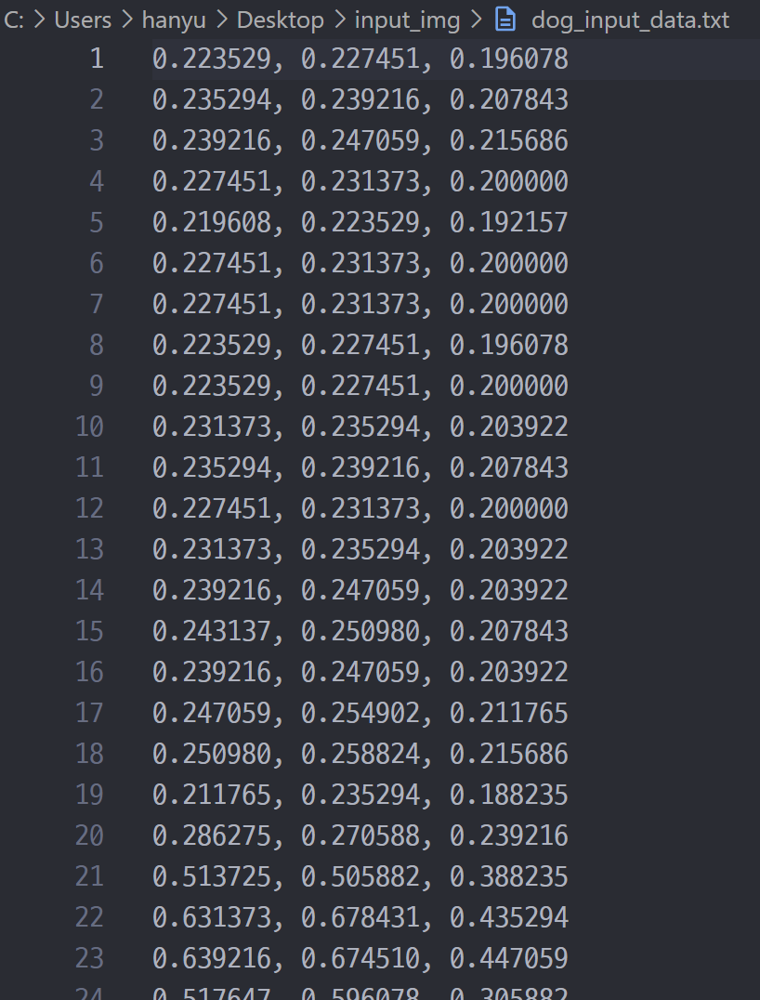 C: > Users > hanyu > Desktop > input_img > dog_input_data.txt
1 0.223529, 0.227451, 0.196078
2 0.235294, 0.239216, 0.207843
3 0.239216, 0.247059, 0.215686
4 0.227451, 0.231373, 0.200000
5 0.219608, 0.223529, 0.192157
6 0.227451, 0.231373, 0.200000
7 0.227451, 0.231373, 0.200000
8 0.223529, 0.227451, 0.196078
9 0.223529, 0.227451, 0.200000
10 0.231373, 0.235294, 0.203922
11 0.235294, 0.239216, 0.207843
12 0.227451, 0.231373, 0.200000
13 0.231373, 0.235294, 0.203922
14 0.239216, 0.247059, 0.203922
15 0.243137, 0.250980, 0.207843
16 0.239216, 0.247059, 0.203922
17 0.247059, 0.254902, 0.211765
18 0.250980, 0.258824, 0.215686
19 0.211765, 0.235294, 0.188235
20 0.286275, 0.270588, 0.239216
21 0.513725, 0.505882, 0.388235
22 0.631373, 0.678431, 0.435294
23 0.639216, 0.674510, 0.447059
24 0.517647, 0.596078, 0.305882